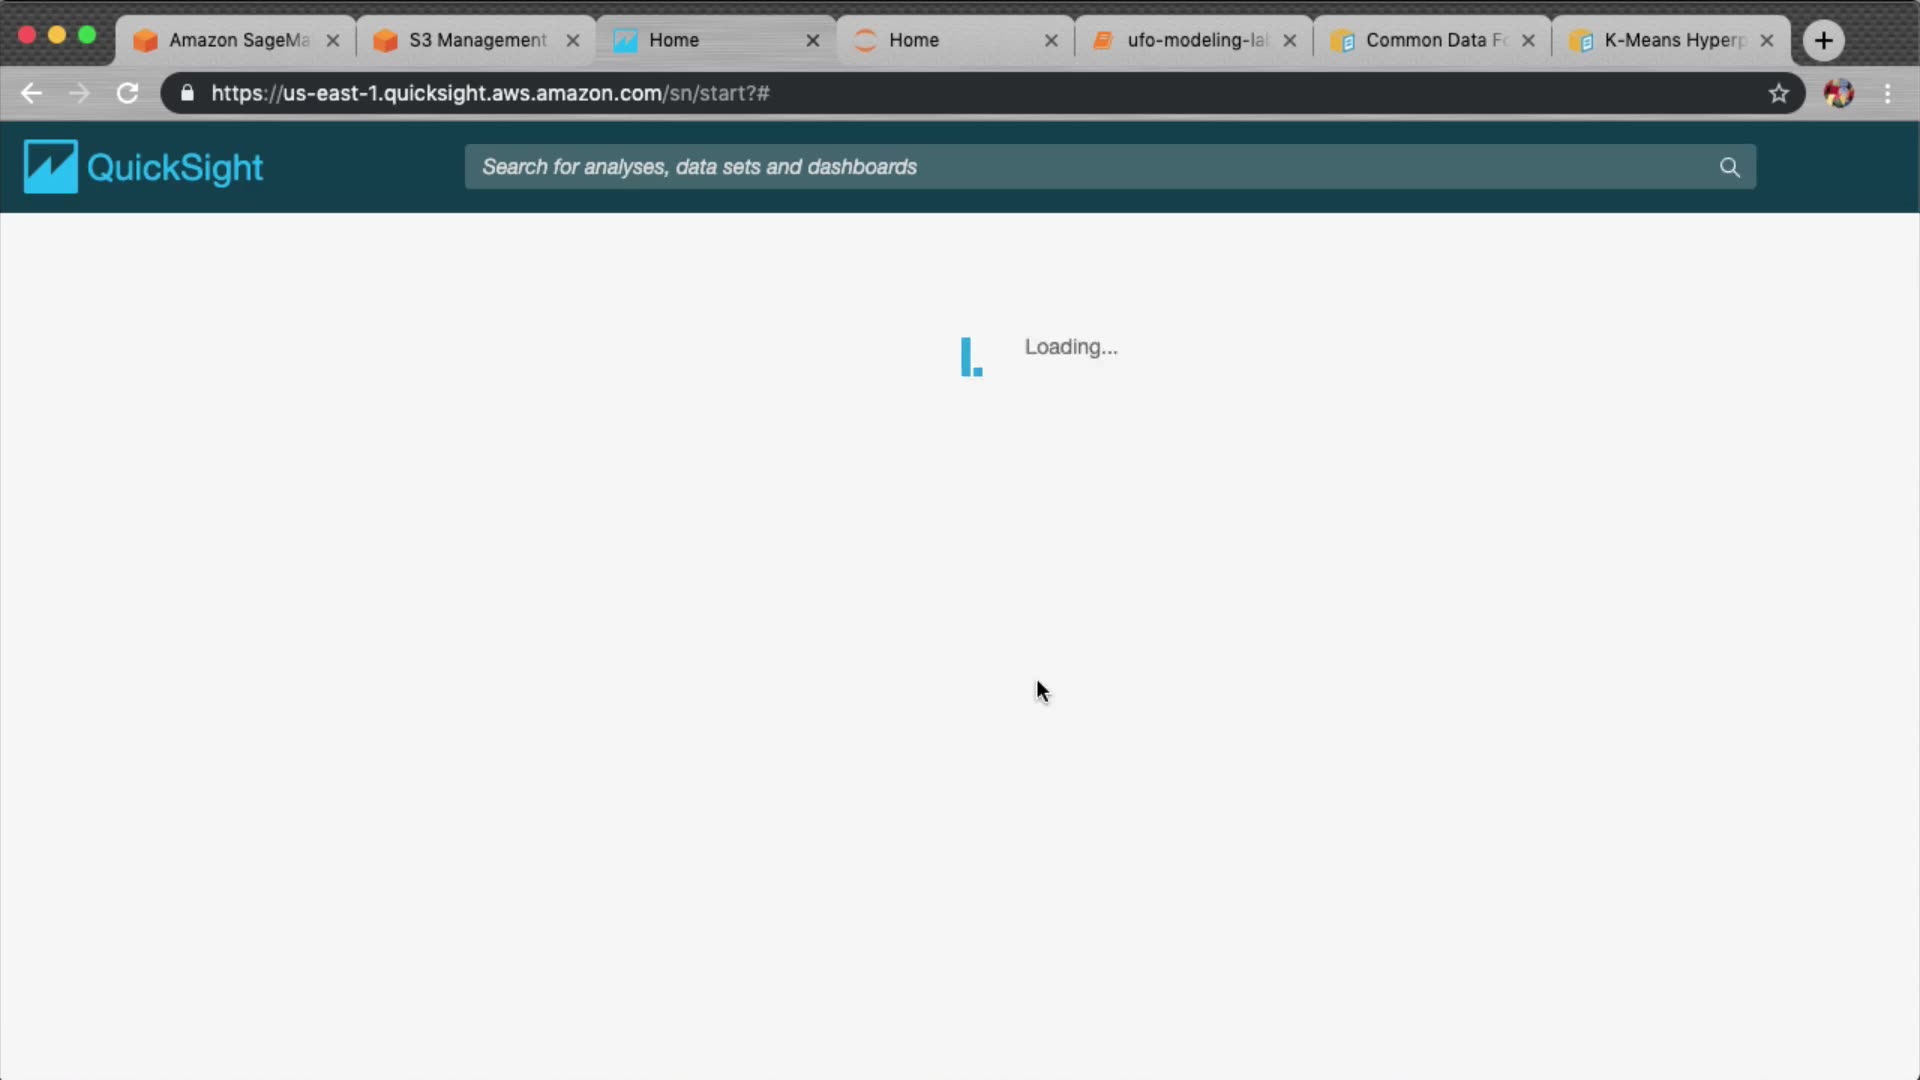 Amazon SageMa
S3 Management
Home
Home
ufo-modeling-la
Common Data Fo
K-Means Hyperp
https://us-east-1.quicksight.aws.amazon.com/sn/start?#
QuickSight
Search for analyses, data sets and dashboards
Loading...